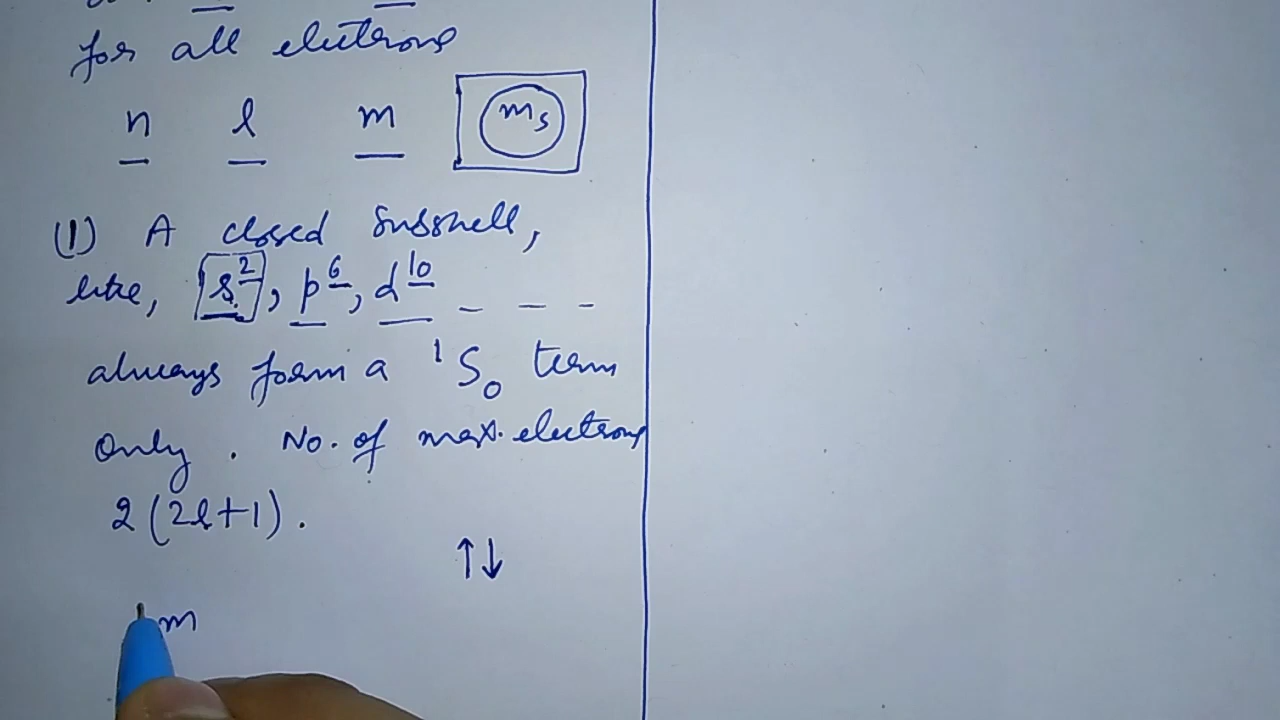 for all electrons
n l m ms
(1) A closed subshell,
like, s², p⁶, d¹⁰ _ _ _
always form a ¹S₀ term
Only. No. of max. electrons
2(2l+1).
↑↓
m